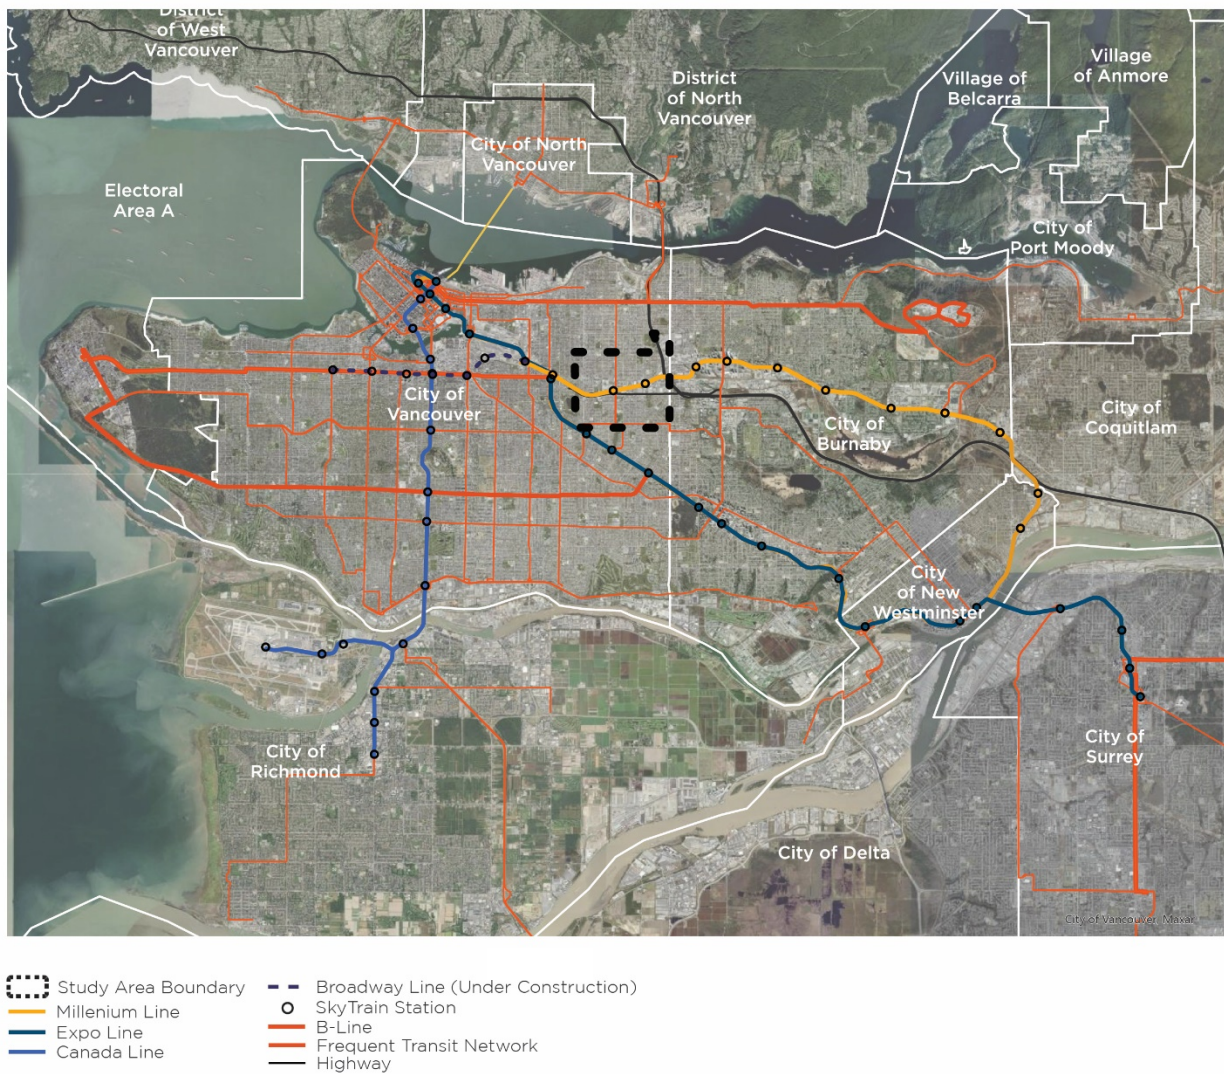 District
of West
Vancouver
District
of North
Vancouver
Village of
Belcarra
Village
of Anmore
City of North
Vancouver
Electoral
Area A
City of
Port Moody
City of
Vancouver
City of
Burnaby
City of
Coquitlam
City
of New
Westminster
City of
Richmond
City of
Surrey
City of Delta
City of Vancouver, Maxar
Study Area Boundary
Millenium Line
Expo Line
Canada Line
Broadway Line (Under Construction)
SkyTrain Station
B-Line
Frequent Transit Network
Highway